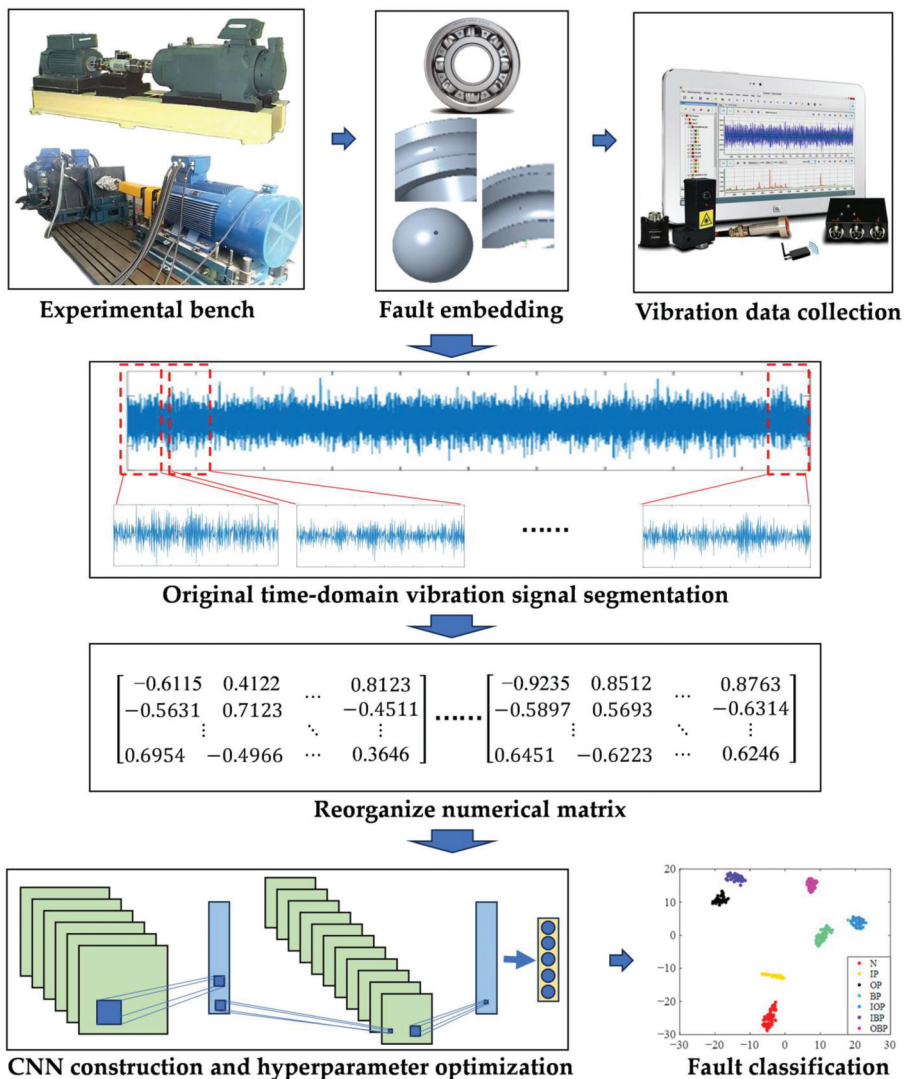 Experimental bench
Fault embedding
Vibration data collection
Original time-domain vibration signal segmentation
−0.6115 0.4122 ... 0.8123
−0.5631 0.7123 −0.4511
⋮ ⋱ ⋮
0.6954 −0.4966 ... 0.3646
......
−0.9235 0.8512 ... 0.8763
−0.5897 0.5693 −0.6314
⋮ ⋱ ⋮
0.6451 −0.6223 ... 0.6246
Reorganize numerical matrix
20
10
0
−10
−20
−30
−30 −20 −10 0 10 20 30
N
IP
OP
BP
IOP
IBP
OBP
CNN construction and hyperparameter optimization
Fault classification